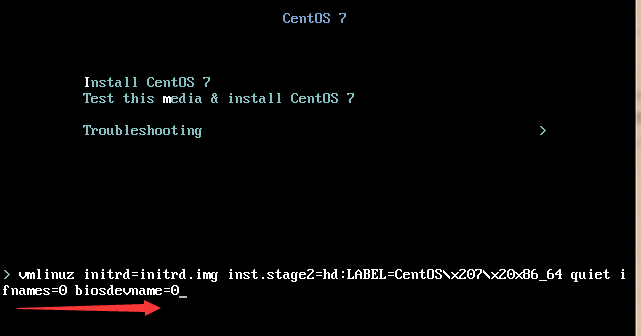 CentOS 7
Install CentOS 7
Test this media & install CentOS 7
Troubleshooting >
> vmlinuz initrd=initrd.img inst.stage2=hd:LABEL=CentOS\x207\x20x86_64 quiet i
fnames=0 biosdevname=0_